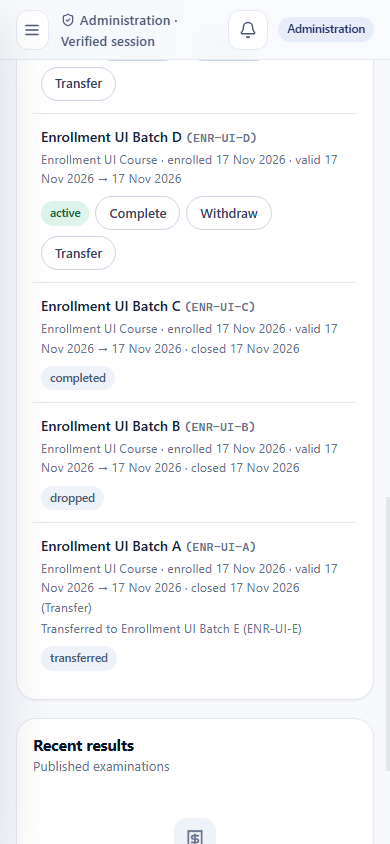 Administration ·
Verified session
Administration
Transfer
Enrollment UI Batch D (ENR-UI-D)
Enrollment UI Course · enrolled 17 Nov 2026 · valid 17
Nov 2026 → 17 Nov 2026
active
Complete
Withdraw
Transfer
Enrollment UI Batch C (ENR-UI-C)
Enrollment UI Course · enrolled 17 Nov 2026 · valid 17
Nov 2026 → 17 Nov 2026 · closed 17 Nov 2026
completed
Enrollment UI Batch B (ENR-UI-B)
Enrollment UI Course · enrolled 17 Nov 2026 · valid 17
Nov 2026 → 17 Nov 2026 · closed 17 Nov 2026
dropped
Enrollment UI Batch A (ENR-UI-A)
Enrollment UI Course · enrolled 17 Nov 2026 · valid 17
Nov 2026 → 17 Nov 2026 · closed 17 Nov 2026
(Transfer)
Transferred to Enrollment UI Batch E (ENR-UI-E)
transferred
Recent results
Published examinations